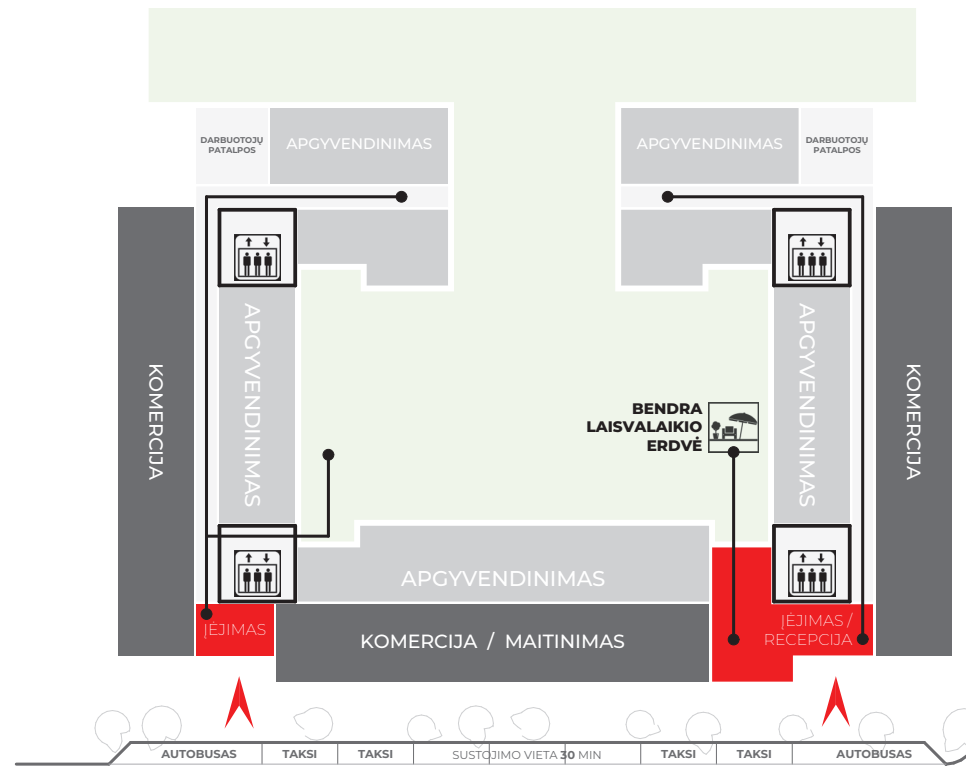 DARBUOTOJŲ
PATALPOS
APGYVENDINIMAS
APGYVENDINIMAS
DARBUOTOJŲ
PATALPOS
KOMERCIJA
APGYVENDINIMAS
BENDRA
LAISVALAIKIO
ERDVĖ
APGYVENDINIMAS
KOMERCIJA
APGYVENDINIMAS
ĮĖJIMAS
KOMERCIJA / MAITINIMAS
ĮĖJIMAS /
RECEPCIJA
AUTOBUSAS TAKSI TAKSI SUSTOJIMO VIETA 30 MIN TAKSI TAKSI AUTOBUSAS